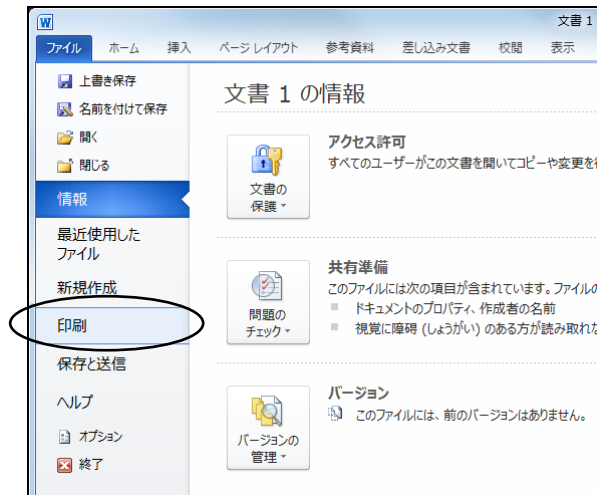 文書 1
ファイル ホーム 挿入 ページ レイアウト 参考資料 差し込み文書 校閲 表示
上書き保存
名前を付けて保存
開く
閉じる
情報
最近使用した
ファイル
新規作成
印刷
保存と送信
ヘルプ
オプション
終了
文書 1 の情報
文書の
保護
アクセス許可
すべてのユーザーがこの文書を開いてコピーや変更を
問題の
チェック
共有準備
このファイルには次の項目が含まれています。ファイルの
ドキュメントのプロパティ、作成者の名前
視覚に障碍 (しょうがい) のある方が読み取れな
バージョンの
管理
バージョン
このファイルには、前のバージョンはありません。